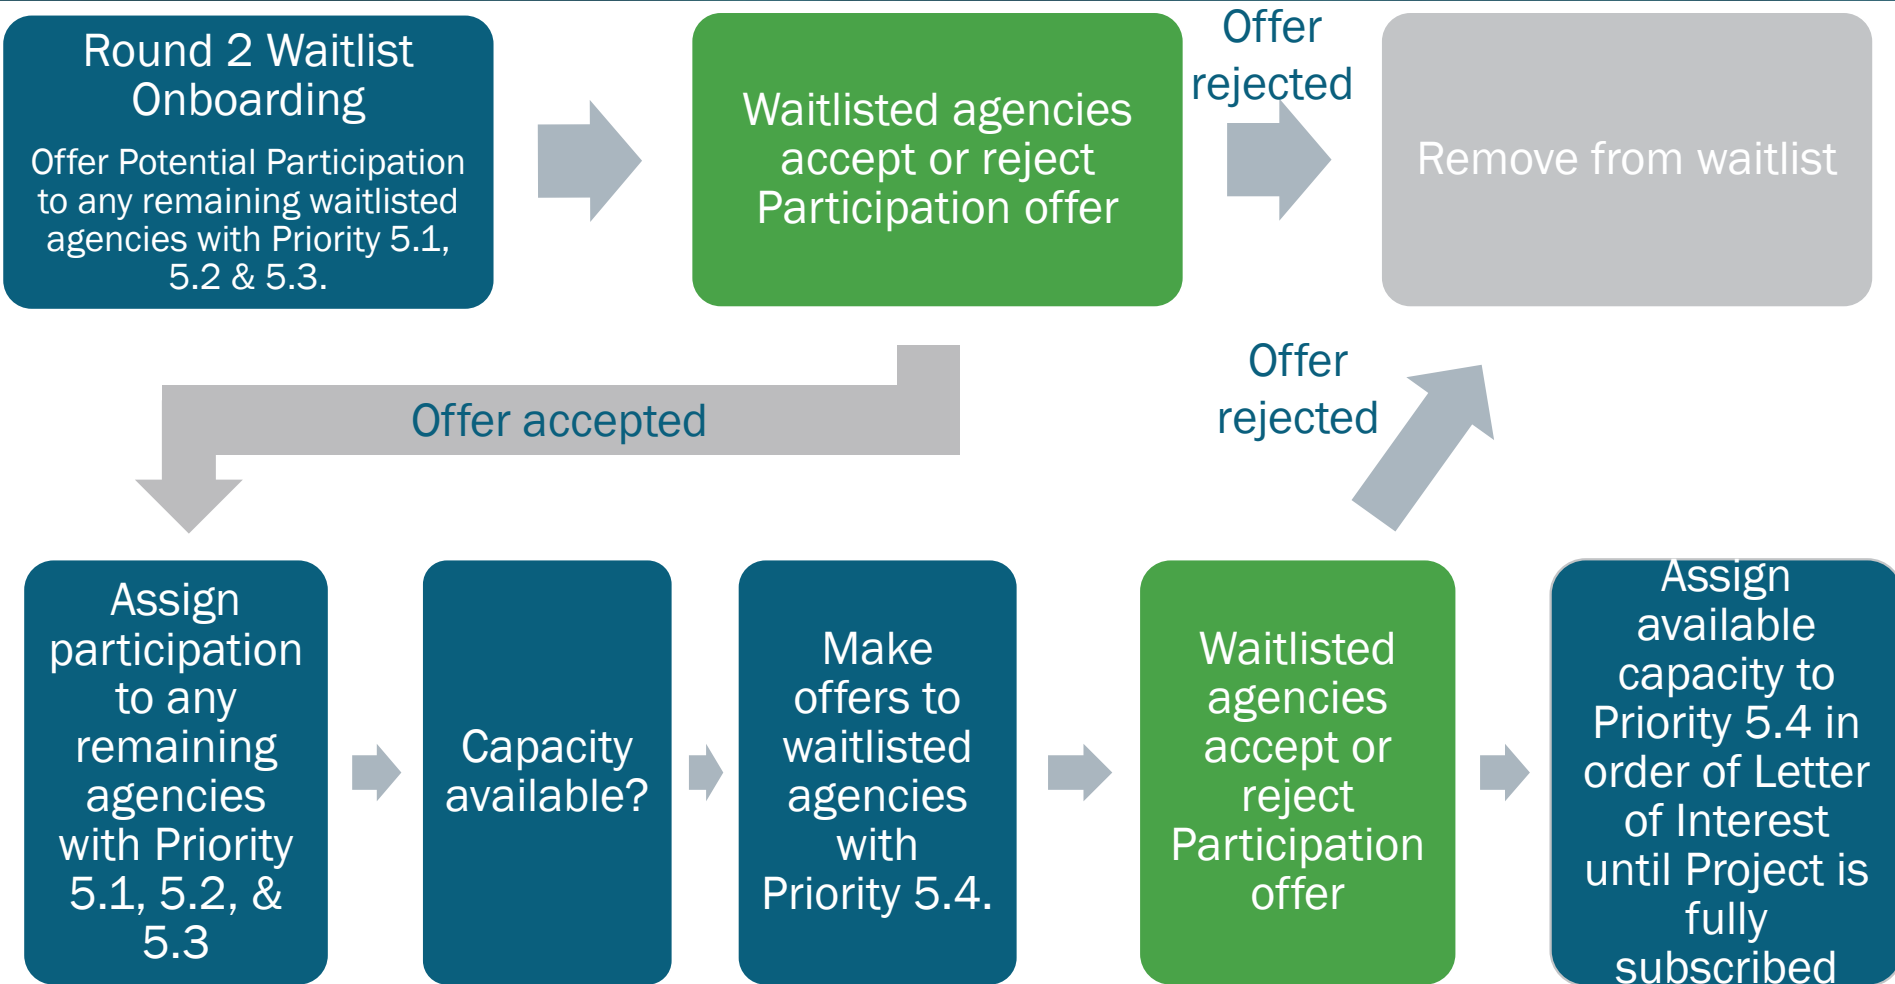 Round 2 Waitlist
Onboarding
Offer Potential Participation
to any remaining waitlisted
agencies with Priority 5.1,
5.2 & 5.3.
Waitlisted agencies
accept or reject
Participation offer
Offer
rejected
Remove from waitlist
Offer accepted
Offer
rejected
Assign
participation
to any
remaining
agencies
with Priority
5.1, 5.2, &
5.3
Capacity
available?
Make
offers to
waitlisted
agencies
with
Priority 5.4.
Waitlisted
agencies
accept or
reject
Participation
offer
Assign
available
capacity to
Priority 5.4 in
order of Letter
of Interest
until Project is
fully
subscribed